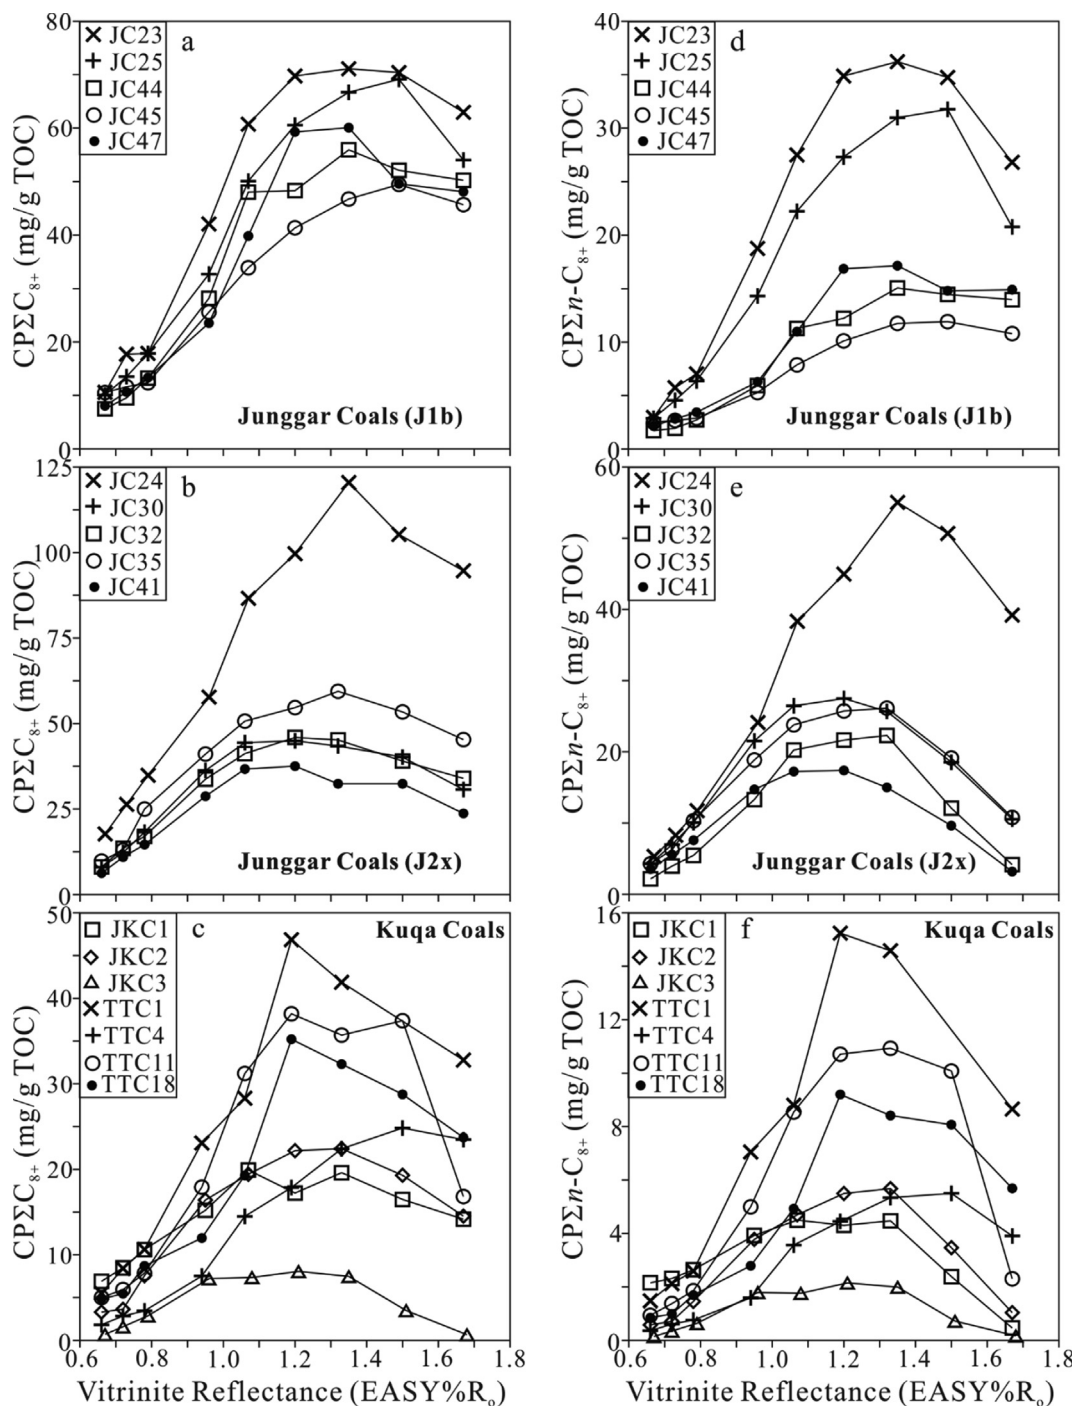 80
60
40
20
0
CPΣC₈₊ (mg/g TOC)
JC23
JC25
JC44
JC45
JC47
a
Junggar Coals (J1b)
40
30
20
10
0
CPΣn-C₈₊ (mg/g TOC)
JC23
JC25
JC44
JC45
JC47
d
Junggar Coals (J1b)
125
100
75
50
25
0
CPΣC₈₊ (mg/g TOC)
JC24
JC30
JC32
JC35
JC41
b
Junggar Coals (J2x)
60
40
20
0
CPΣn-C₈₊ (mg/g TOC)
JC24
JC30
JC32
JC35
JC41
e
Junggar Coals (J2x)
50
40
30
20
10
0
CPΣC₈₊ (mg/g TOC)
JKC1
JKC2
JKC3
TTC1
TTC4
TTC11
TTC18
c
Kuqa Coals
0.6 0.8 1.0 1.2 1.4 1.6 1.8
Vitrinite Reflectance (EASY%Rₒ)
16
12
8
4
0
CPΣn-C₈₊ (mg/g TOC)
JKC1
JKC2
JKC3
TTC1
TTC4
TTC11
TTC18
f
Kuqa Coals
0.6 0.8 1.0 1.2 1.4 1.6 1.8
Vitrinite Reflectance (EASY%Rₒ)